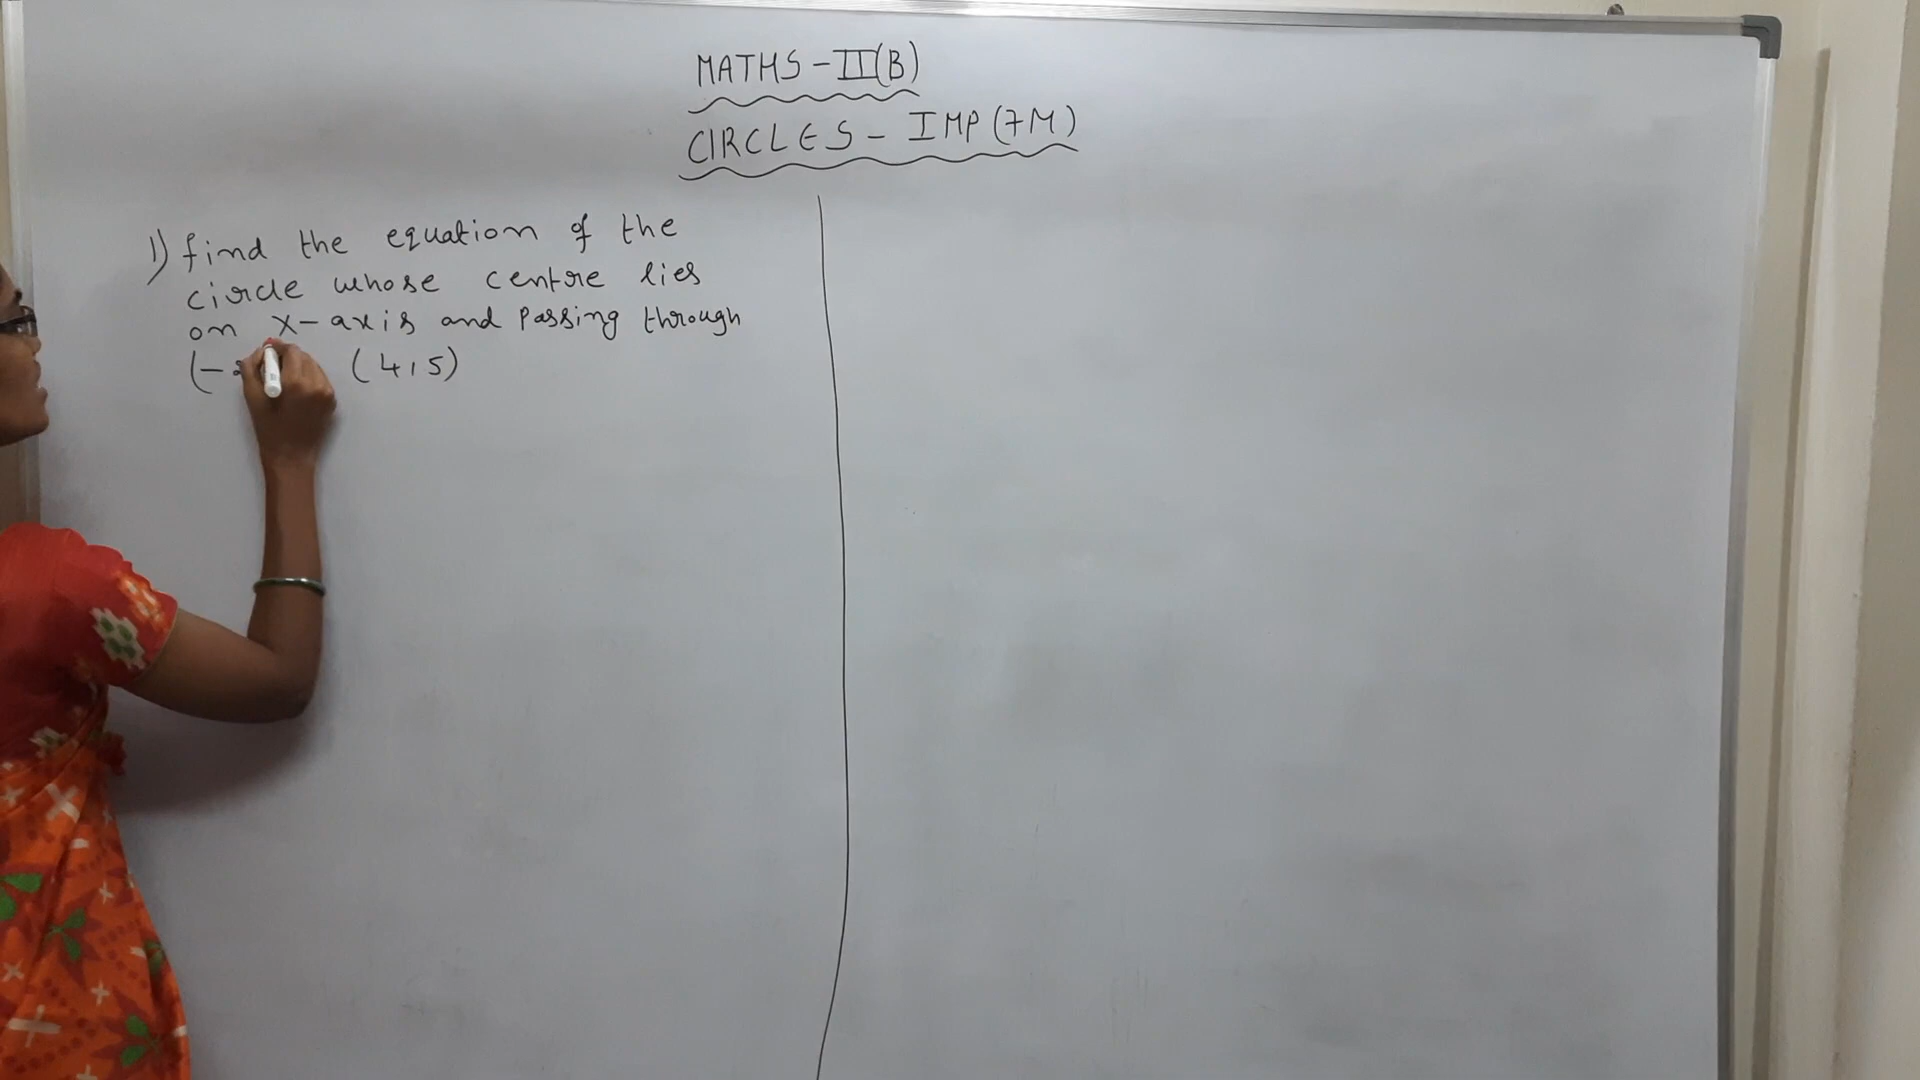 MATHS - II(B)
CIRCLES - IMP (7M)
1) find the equation of the
circle whose centre lies
on X-axis and passing through
(4,5)